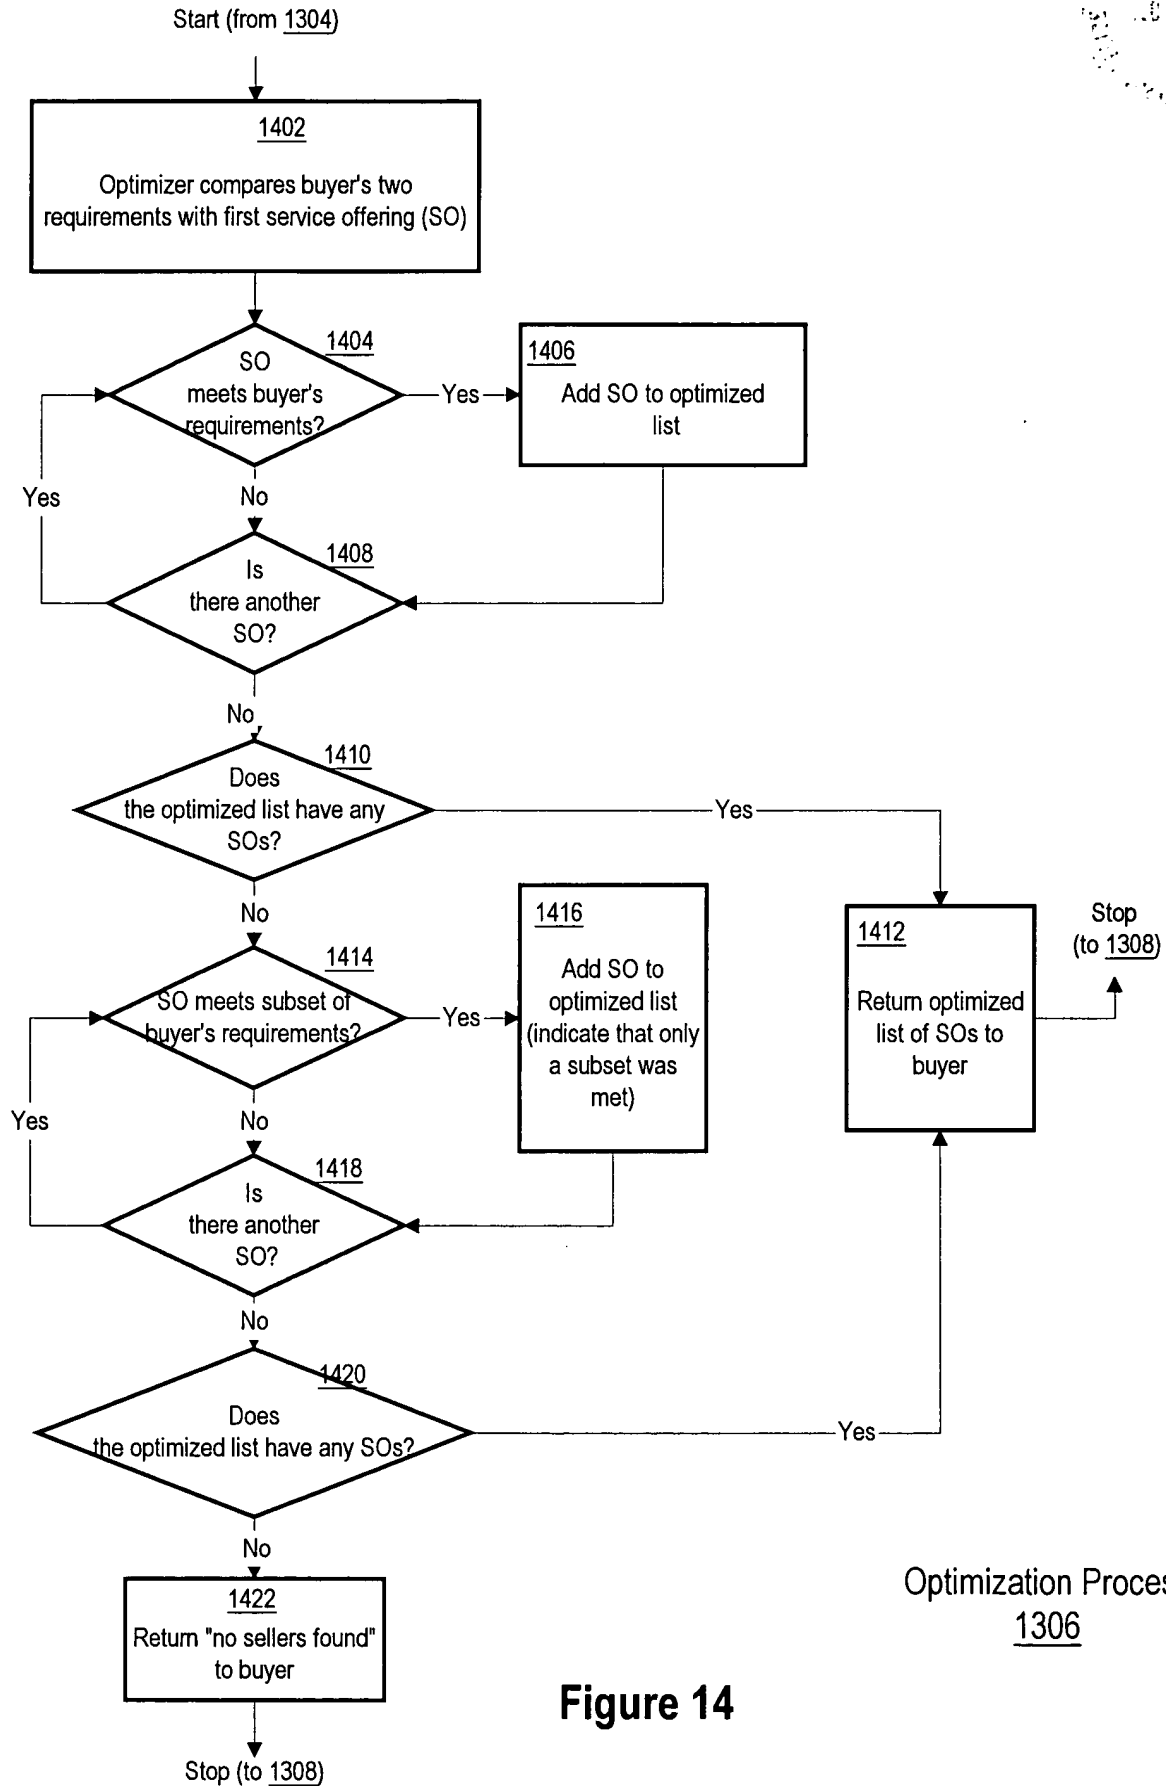 Start (from 1304)
1402
Optimizer compares buyer's two
requirements with first service offering (SO)
1404
SO
meets buyer's
requirements?
Yes
1406
Add SO to optimized
list
Yes
No
1408
Is
there another
SO?
No
1410
Does
the optimized list have any
SOs?
Yes
No
1412
Return optimized
list of SOs to
buyer
Stop
(to 1308)
1414
SO meets subset of
buyer's requirements?
Yes
1416
Add SO to
optimized list
(indicate that only
a subset was
met)
Yes
No
1418
Is
there another
SO?
No
1420
Does
the optimized list have any SOs?
Yes
No
1422
Return "no sellers found"
to buyer
Stop (to 1308)
Optimization Proces
1306
Figure 14